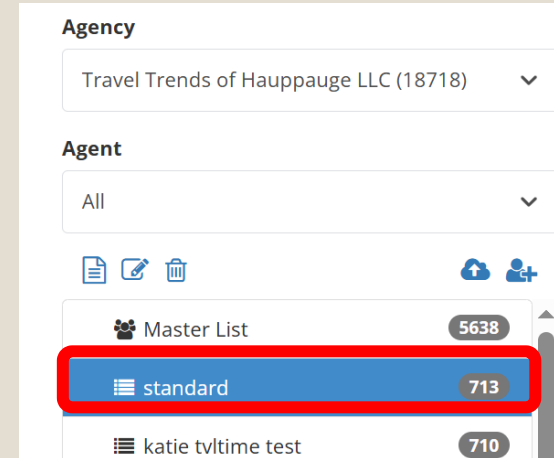 Agency
Travel Trends of Hauppauge LLC (18718)
Agent
All
Master List 5638
standard 713
katie tvltime test 710